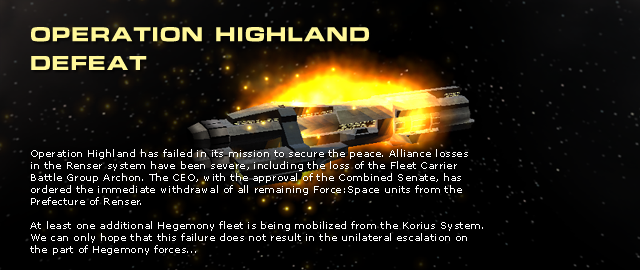 OPERATION HIGHLAND
DEFEAT
Operation Highland has failed in its mission to secure the peace. Alliance losses
in the Renser system have been severe, including the loss of the Fleet Carrier
Battle Group Archon. The CEO, with the approval of the Combined Senate, has
ordered the immediate withdrawal of all remaining Force:Space units from the
Prefecture of Renser.
At least one additional Hegemony fleet is being mobilized from the Korius System.
We can only hope that this failure does not result in the unilateral escalation on
the part of Hegemony forces...